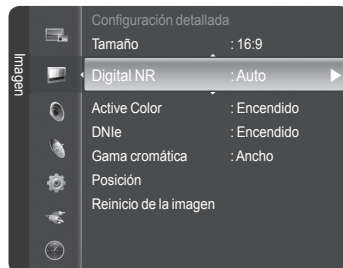 Imagen
Configuración detallada
Tamaño : 16:9
Digital NR : Auto
Active Color : Encendido
DNIe : Encendido
Gama cromática : Ancho
Posición
Reinicio de la imagen